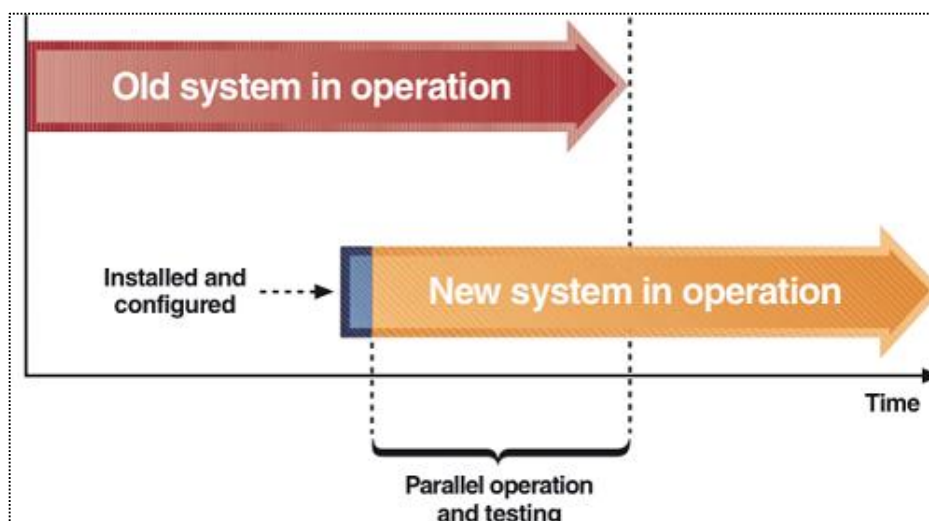 Old system in operation
Installed and
configured
New system in operation
Time
Parallel operation
and testing